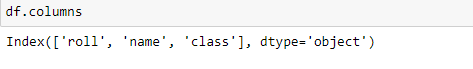 df.columns
Index(['roll', 'name', 'class'], dtype='object')